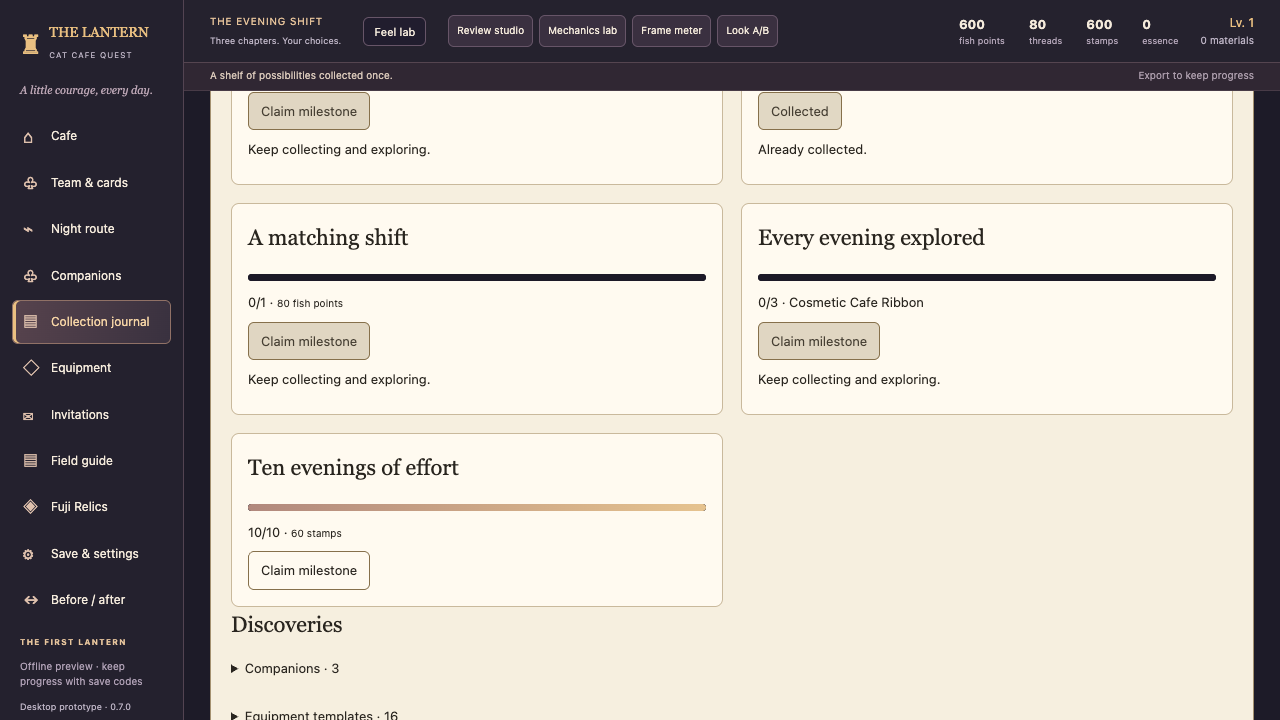 THE LANTERN
CAT CAFE QUEST
A little courage, every day.
Cafe
Team & cards
Night route
Companions
Collection journal
Equipment
Invitations
Field guide
Fuji Relics
Save & settings
Before / after
THE FIRST LANTERN
Offline preview · keep
progress with save codes
Desktop prototype · 0.7.0
THE EVENING SHIFT
Three chapters. Your choices.
Feel lab
Review studio
Mechanics lab
Frame meter
Look A/B
600
fish points
80
threads
600
stamps
0
essence
Lv. 1
0 materials
A shelf of possibilities collected once.
Export to keep progress
Claim milestone
Keep collecting and exploring.
Collected
Already collected.
A matching shift
0/1 · 80 fish points
Claim milestone
Keep collecting and exploring.
Every evening explored
0/3 · Cosmetic Cafe Ribbon
Claim milestone
Keep collecting and exploring.
Ten evenings of effort
10/10 · 60 stamps
Claim milestone
Discoveries
Companions · 3
Equipment templates · 16